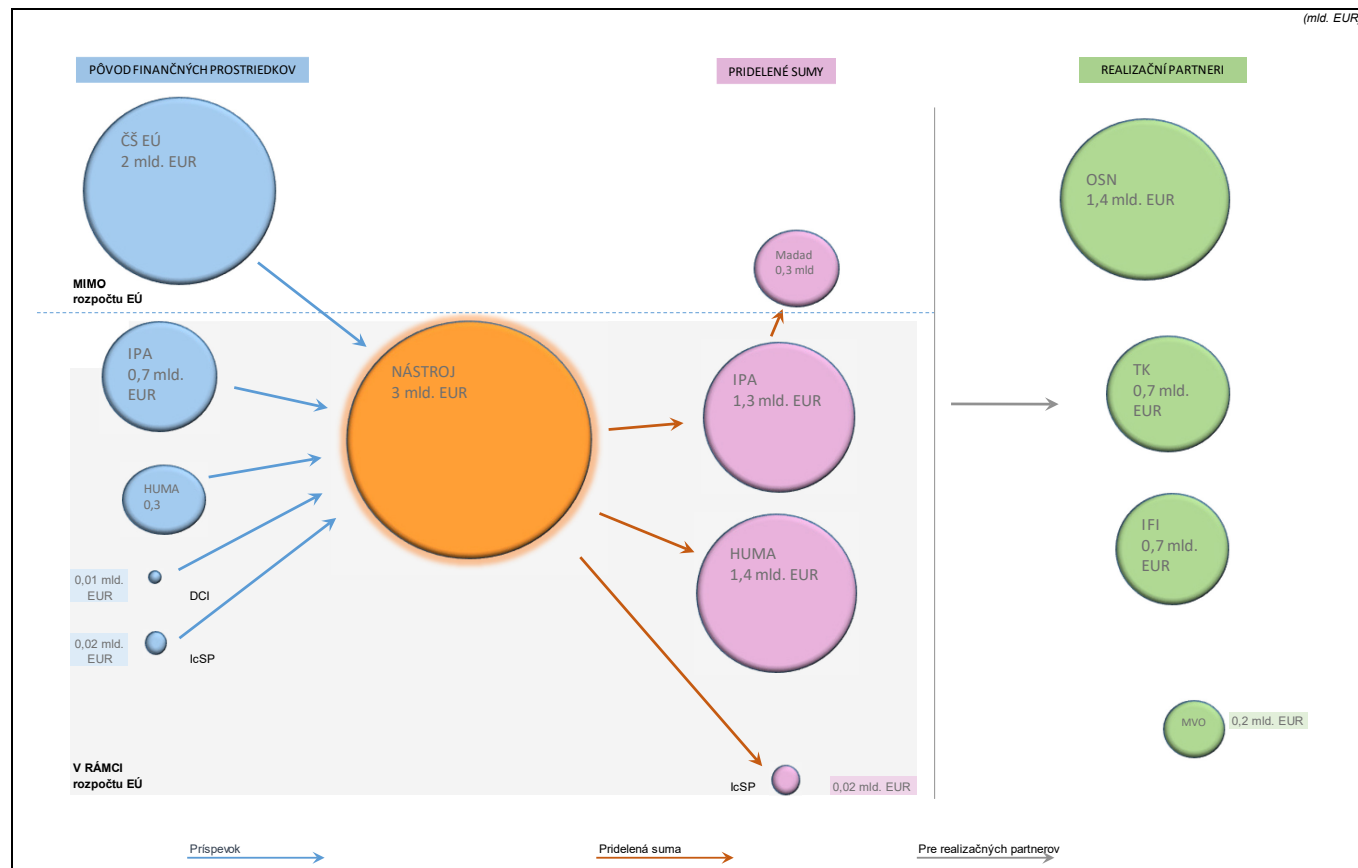 (mld. EUR)
PÔVOD FINANČNÝCH PROSTRIEDKOV
PRIDELENÉ SUMY
REALIZAČNÍ PARTNERI
ČŠ EÚ
2 mld. EUR
OSN
1,4 mld. EUR
Madad
0,3 mld
MIMO
rozpočtu EÚ
IPA
0,7 mld.
EUR
NÁSTROJ
3 mld. EUR
IPA
1,3 mld. EUR
TK
0,7 mld.
EUR
HUMA
0,3
HUMA
1,4 mld. EUR
IFI
0,7 mld.
EUR
0,01 mld.
EUR
DCI
0,02 mld.
EUR
IcSP
MVO
0,2 mld. EUR
V RÁMCI
rozpočtu EÚ
IcSP
0,02 mld. EUR
Príspevok
Pridelená suma
Pre realizačných partnerov